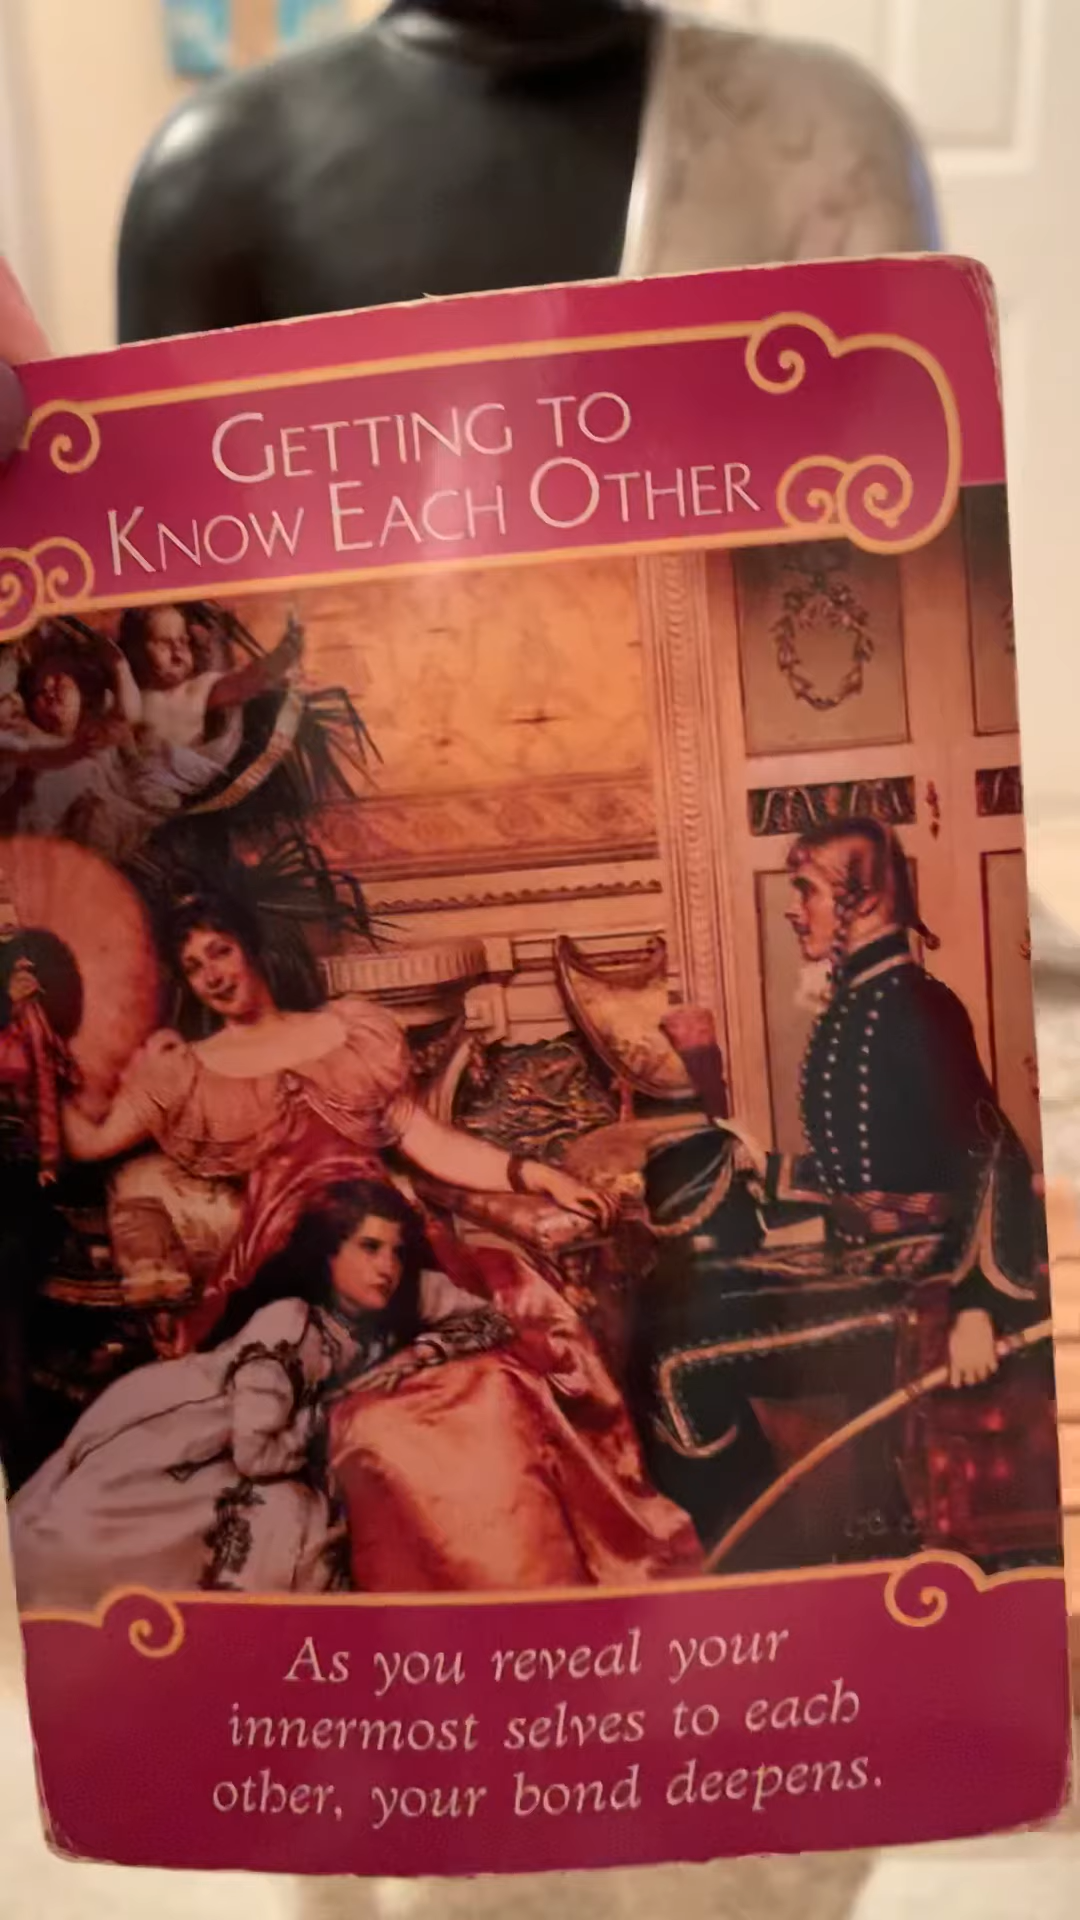 GETTING TO
KNOW EACH OTHER
As you reveal your
innermost selves to each
other, your bond deepens.